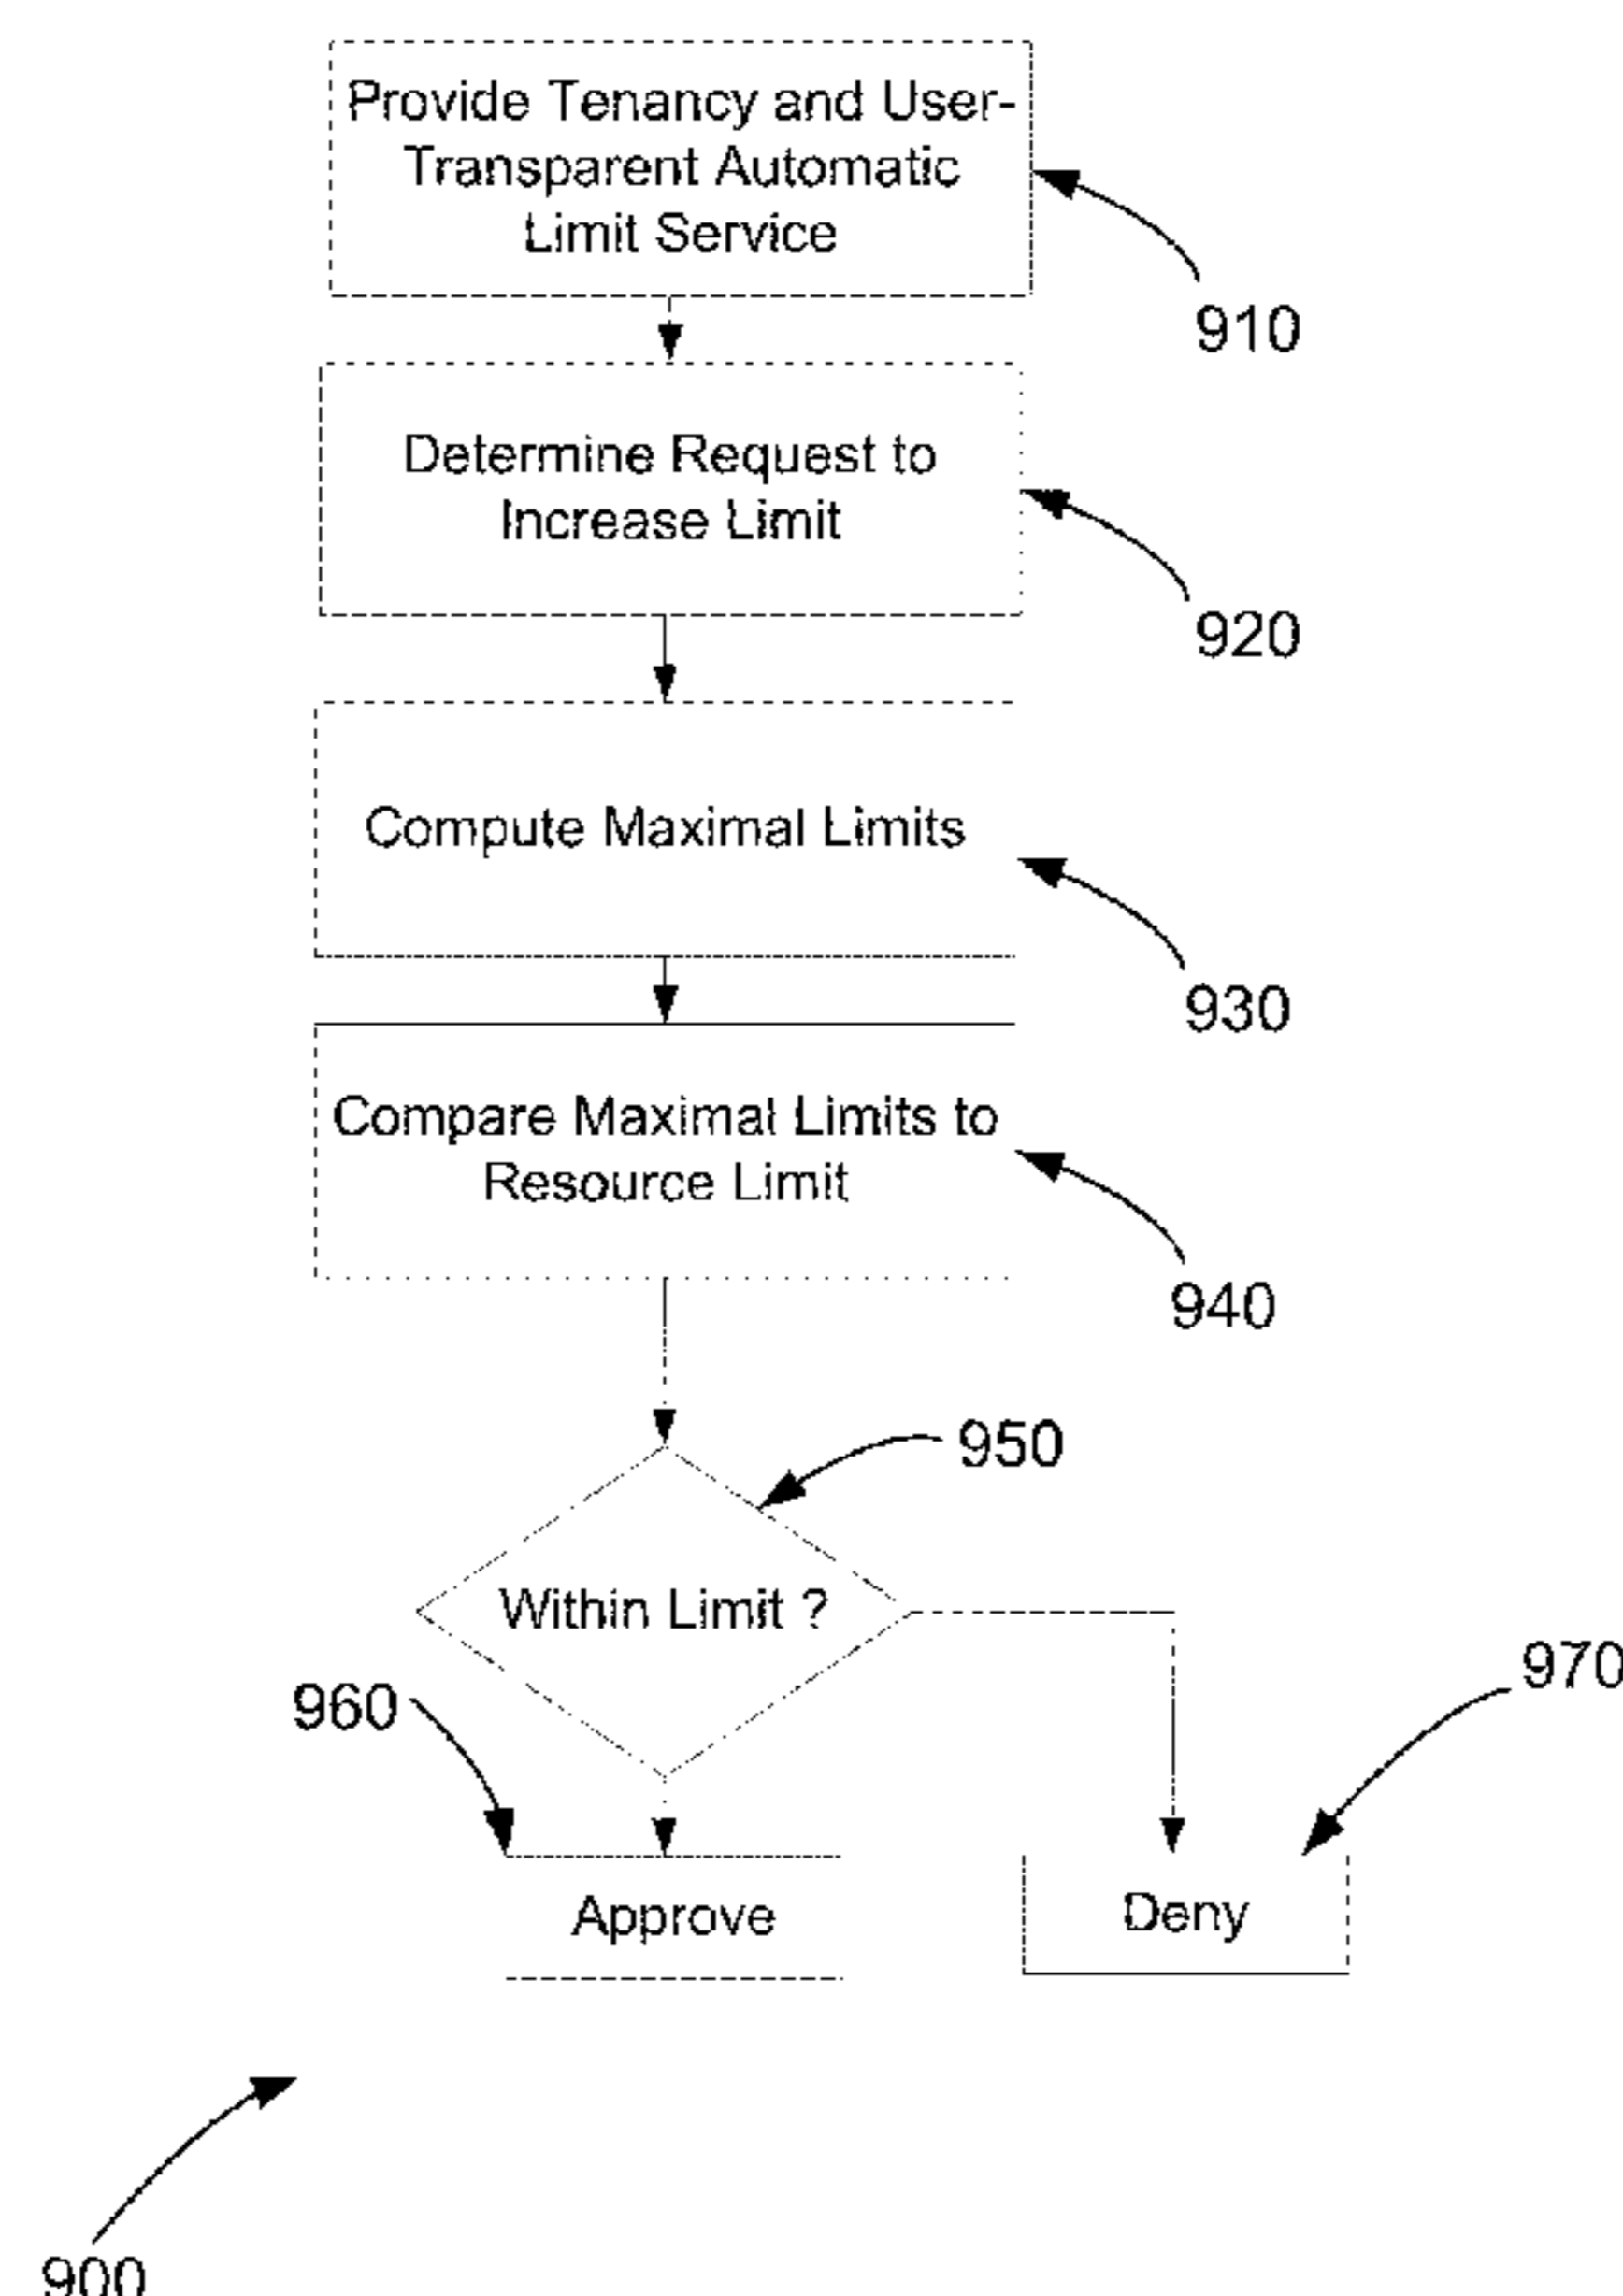 Provide Tenancy and User-
Transparent Automatic
Limit Service
910
Determine Request to
Increase Limit
920
Compute Maximal Limits
930
Compare Maximal Limits to
Resource Limit
940
950
Within Limit ?
960
970
Approve
Deny
900